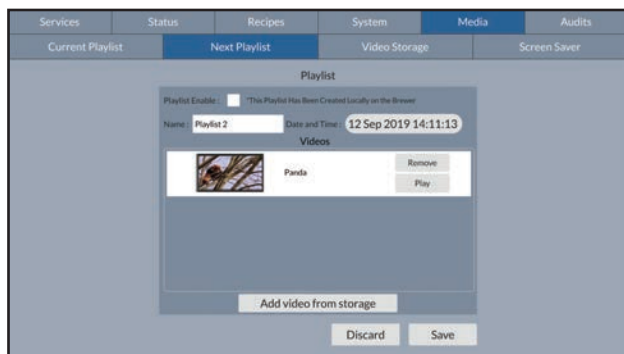 Services Status Recipes System Media Audits
Current Playlist Next Playlist Video Storage Screen Saver
Playlist
Playlist Enable : *This Playlist Has Been Created Locally on the Brewer
Name : Playlist 2 Date and Time : 12 Sep 2019 14:11:13
Videos
Panda
Remove
Play
Add video from storage
Discard Save